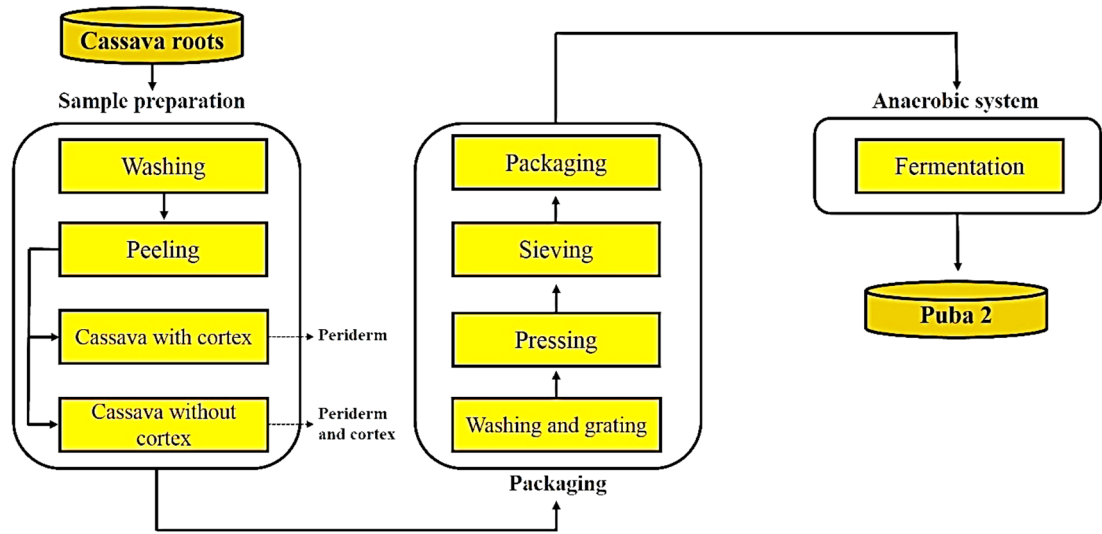 Cassava roots
Sample preparation
Washing
Peeling
Cassava with cortex
Periderm
Cassava without
cortex
Periderm
and cortex
Packaging
Sieving
Pressing
Washing and grating
Packaging
Anaerobic system
Fermentation
Puba 2